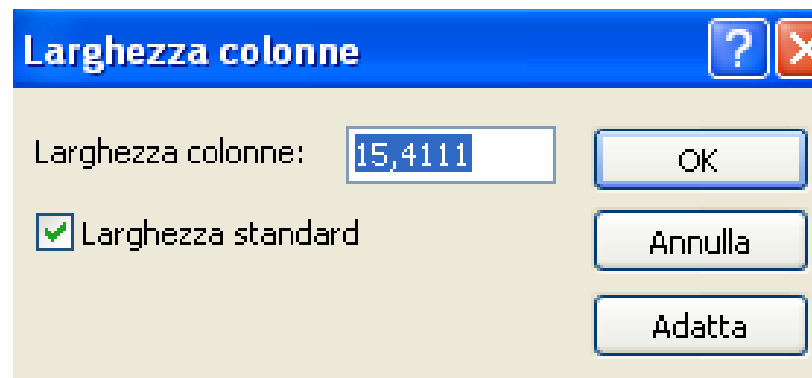 Larghezza colonne
Larghezza colonne: 15,4111
OK
Larghezza standard
Annulla
Adatta